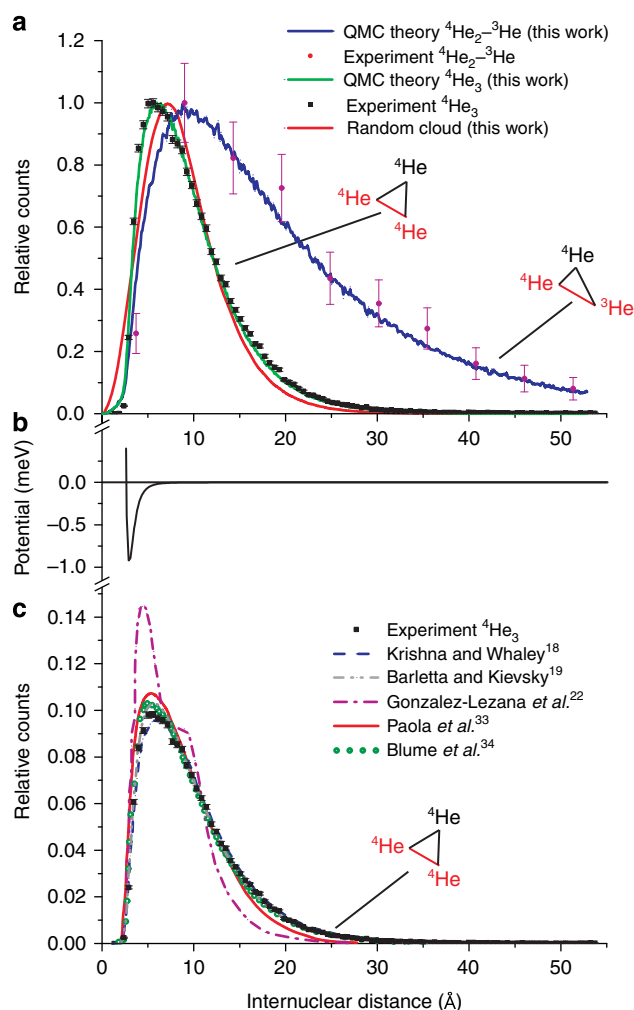 a
QMC theory ⁴He₂–³He (this work)
Experiment ⁴He₂–³He
QMC theory ⁴He₃ (this work)
Experiment ⁴He₃
Random cloud (this work)
1.2
1.0
0.8
0.6
0.4
0.2
0.0
Relative counts
⁴He
⁴He
⁴He
⁴He
⁴He
³He
10 20 30 40 50
b
0.0
−0.5
−1.0
Potential (meV)
c
0.14
0.12
0.10
0.08
0.06
0.04
0.02
0.00
Relative counts
Experiment ⁴He₃
Krishna and Whaley¹⁸
Barletta and Kievsky¹⁹
Gonzalez-Lezana et al.²²
Paola et al.³³
Blume et al.³⁴
⁴He
⁴He
⁴He
0 10 20 30 40 50
Internuclear distance (Å)